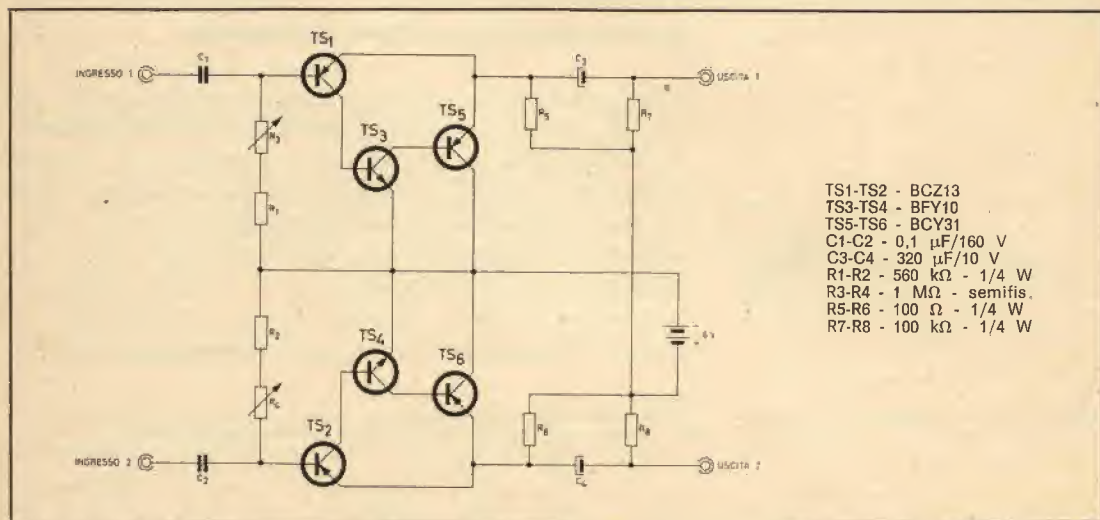 TS1
C1
INGRESSO 1
C3
USCITA 1
TS5
R5
R7
TS3
R3
R1
TS1-TS2 - BCZ13
TS3-TS4 - BFY10
TS5-TS6 - BCY31
C1-C2 - 0,1 µF/160 V
C3-C4 - 320 µF/10 V
R1-R2 - 560 kΩ - 1/4 W
R3-R4 - 1 MΩ - semifis.
R5-R6 - 100 Ω - 1/4 W
R7-R8 - 100 kΩ - 1/4 W
R2
TS4
TS6
R4
R6
R8
TS2
INGRESSO 2
C2
C4
USCITA 2